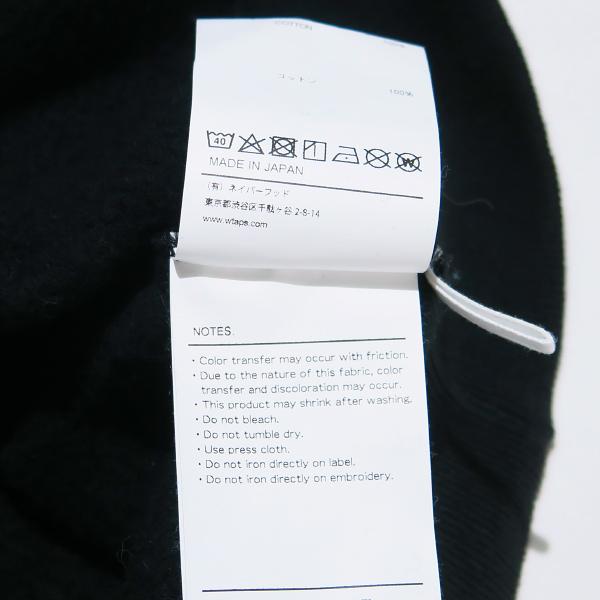 COTTON
コットン 100%
40
W
MADE IN JAPAN
(有) ネイバーフッド
東京都渋谷区千駄ヶ谷 2-8-14
www.wtaps.com
NOTES.
・Color transfer may occur with friction.
・Due to the nature of this fabric, color
transfer and discoloration may occur.
・This product may shrink after washing.
・Do not bleach.
・Do not tumble dry.
・Use press cloth.
・Do not iron directly on label.
・Do not iron directly on embroidery.